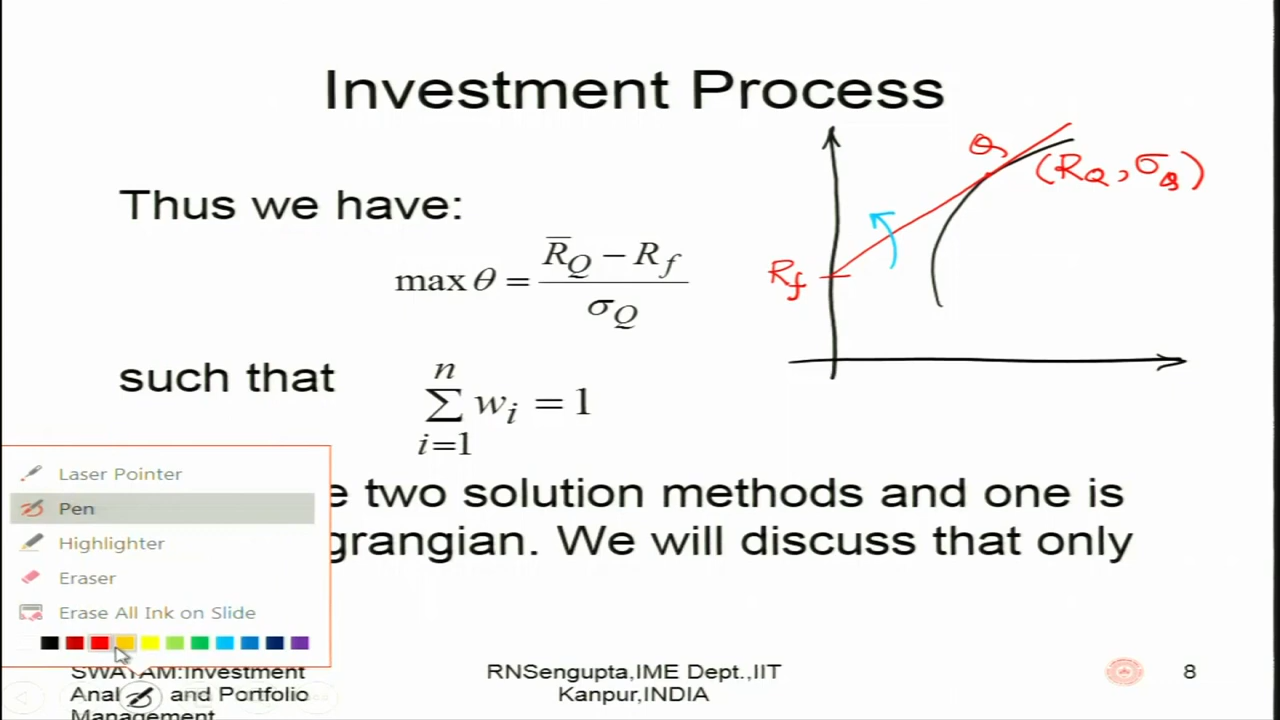 Investment Process
Thus we have:
max θ = (R̅_Q − R_f) / σ_Q
Q
(R_Q, σ_Q)
R_f
such that
n
∑ w_i = 1
i=1
e two solution methods and one is
grangian. We will discuss that only
Laser Pointer
Pen
Highlighter
Eraser
Erase All Ink on Slide
SWAYAM:Investment
Anal and Portfolio
Management
RNSengupta,IME Dept.,IIT
Kanpur,INDIA
8